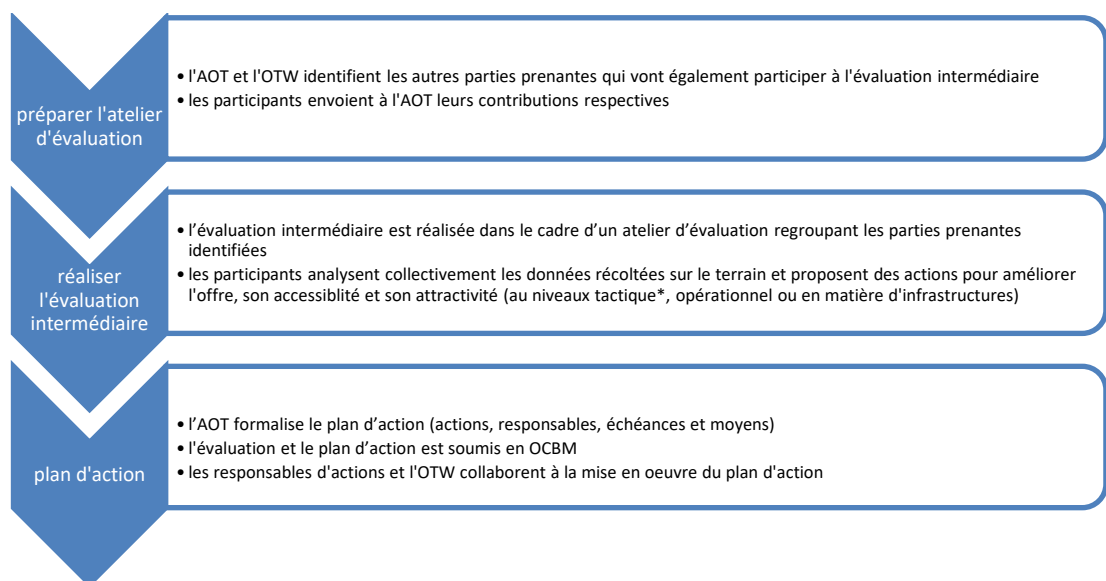 préparer l'atelier
d'évaluation
• l'AOT et l'OTW identifient les autres parties prenantes qui vont également participer à l'évaluation intermédiaire
• les participants envoient à l'AOT leurs contributions respectives
réaliser
l'évaluation
intermédiaire
• l’évaluation intermédiaire est réalisée dans le cadre d’un atelier d’évaluation regroupant les parties prenantes
identifiées
• les participants analysent collectivement les données récoltées sur le terrain et proposent des actions pour améliorer
l'offre, son accessiblité et son attractivité (au niveaux tactique*, opérationnel ou en matière d'infrastructures)
plan d'action
• l’AOT formalise le plan d’action (actions, responsables, échéances et moyens)
• l'évaluation et le plan d’action est soumis en OCBM
• les responsables d'actions et l'OTW collaborent à la mise en oeuvre du plan d'action